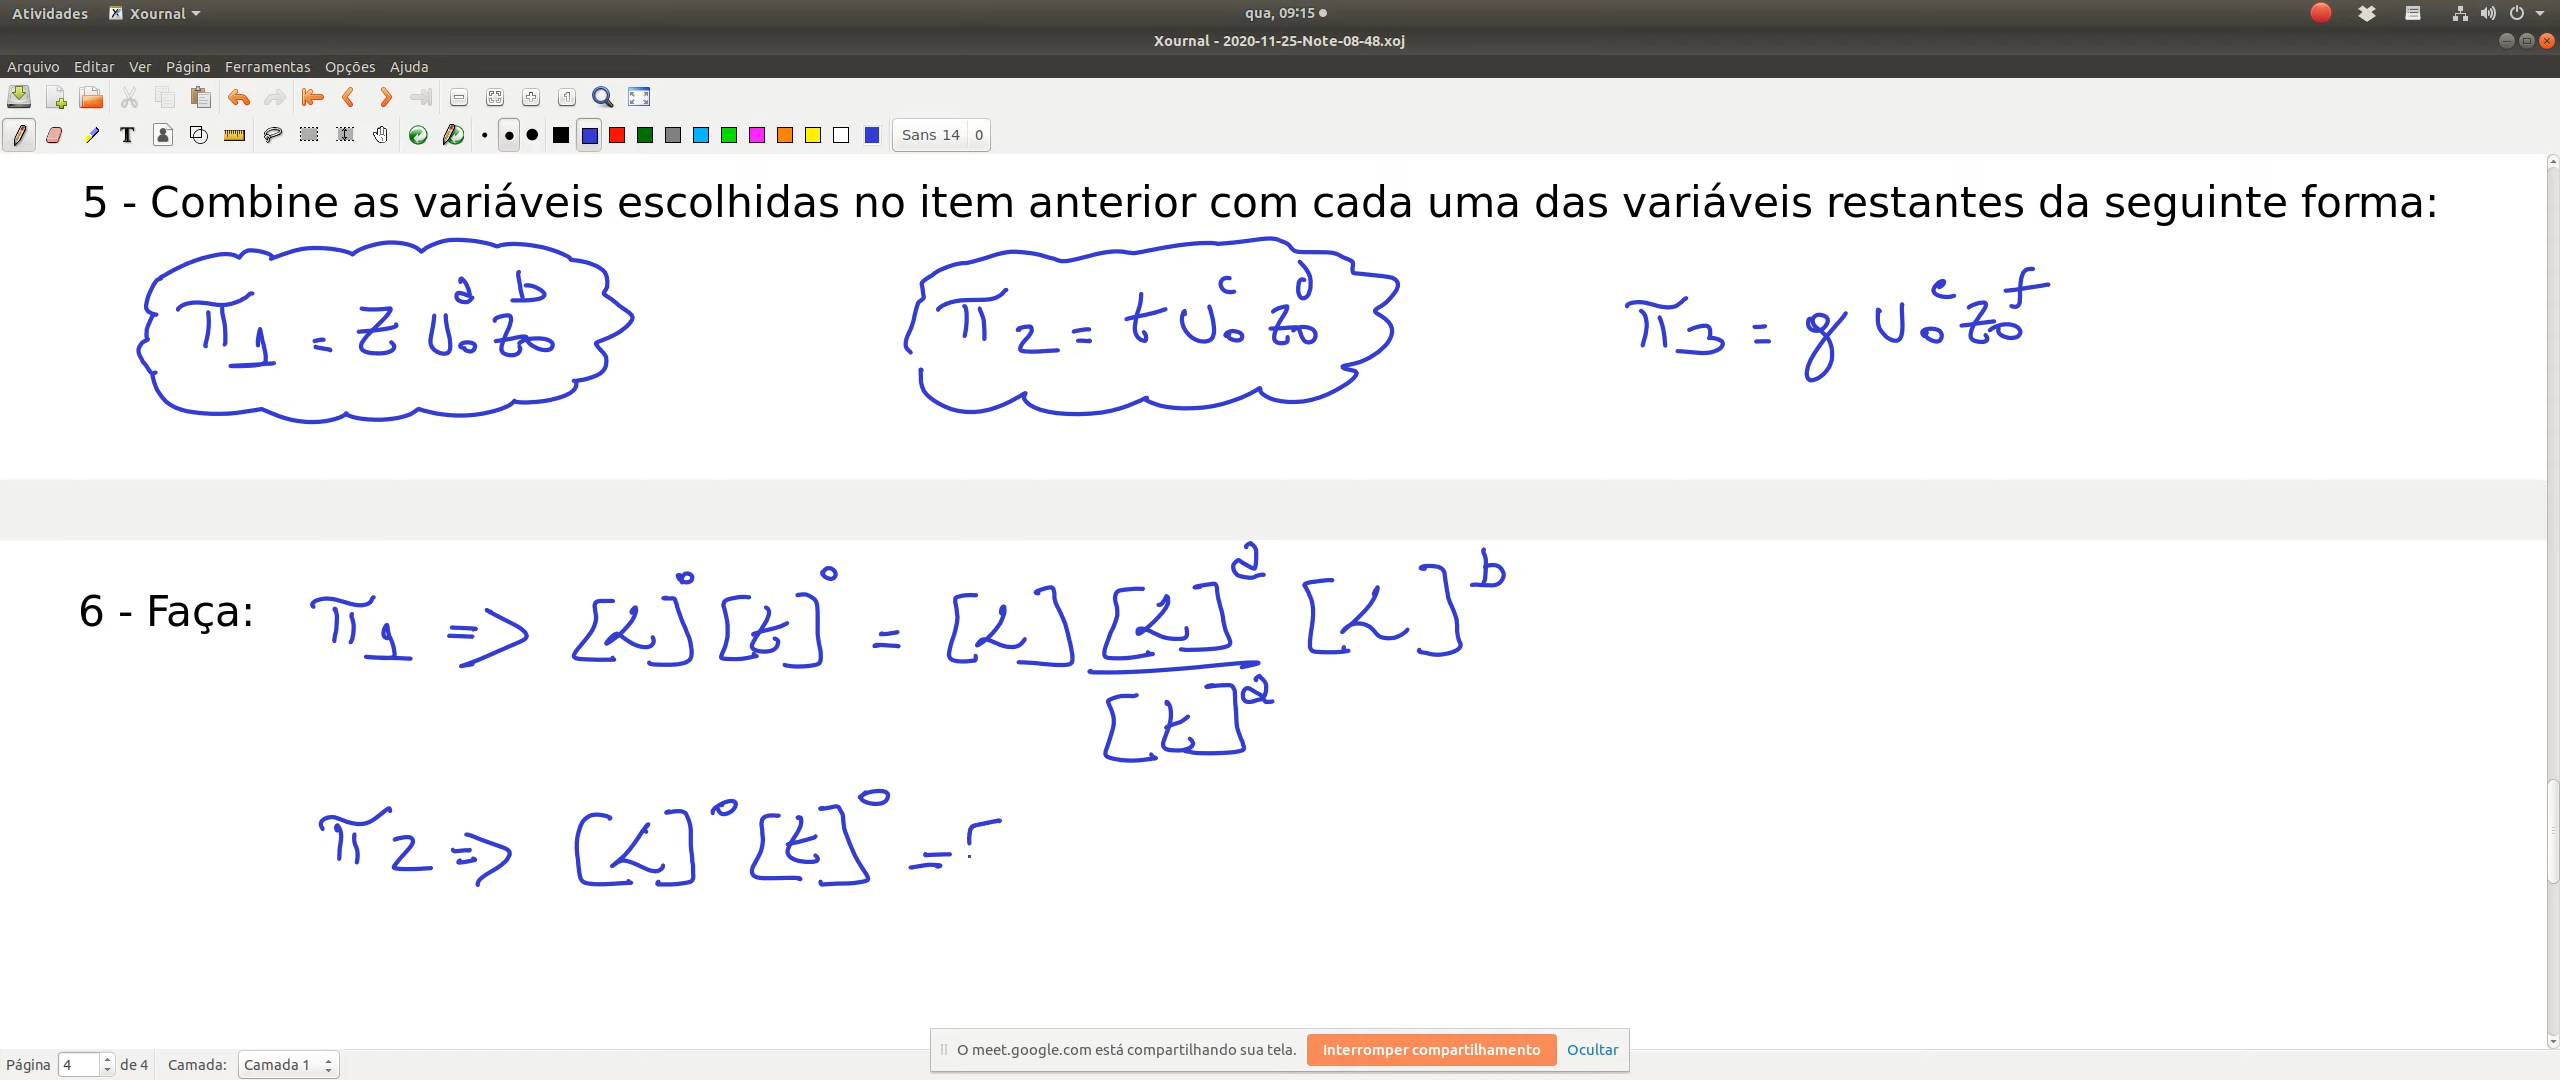 Atividades Xournal qua, 09:15
Xournal - 2020-11-25-Note-08-48.xoj
Arquivo Editar Ver Página Ferramentas Opções Ajuda
Sans 14 0
5 - Combine as variáveis escolhidas no item anterior com cada uma das variáveis restantes da seguinte forma:
π₁ = z U₀ᵃ z₀ᵇ π₂ = t U₀ᶜ z₀ᵈ π₃ = g U₀ᵉ z₀ᶠ
6 - Faça: π₁ => [L]⁰ [t]⁰ = [L] [L]ᵃ/[t]ᵃ [L]ᵇ
π₂ => [L]⁰ [t]⁰ =
O meet.google.com está compartilhando sua tela. Interromper compartilhamento Ocultar
Página 4 de 4 Camada: Camada 1